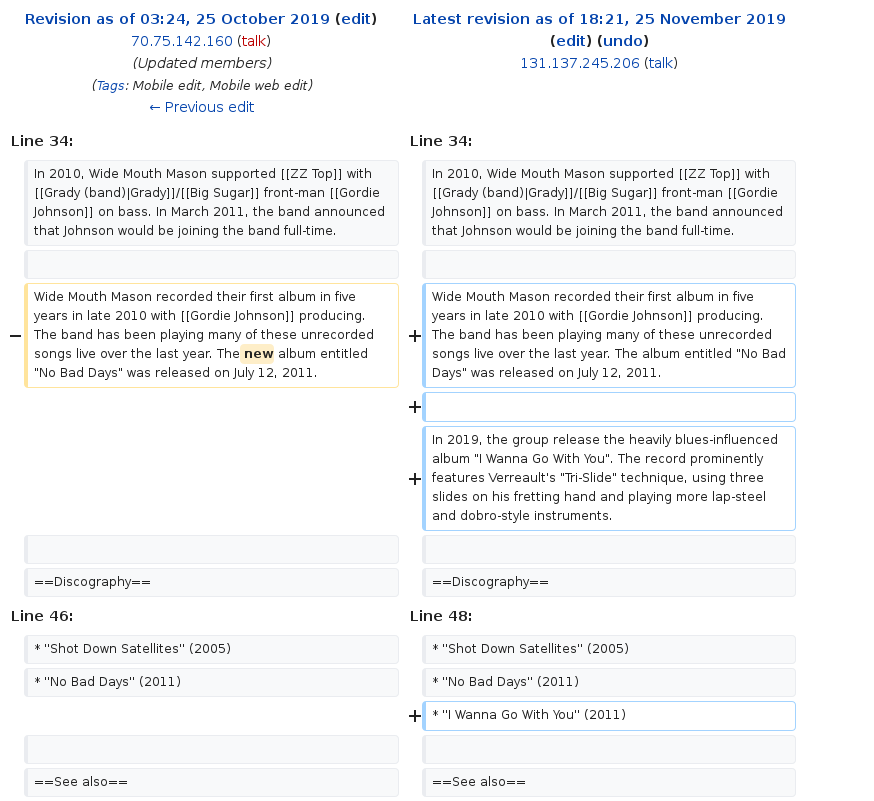 Revision as of 03:24, 25 October 2019 (edit)
70.75.142.160 (talk)
(Updated members)
(Tags: Mobile edit, Mobile web edit)
← Previous edit
Latest revision as of 18:21, 25 November 2019
(edit) (undo)
131.137.245.206 (talk)
Line 34:
Line 34:
In 2010, Wide Mouth Mason supported [[ZZ Top]] with
[[Grady (band)|Grady]]/[[Big Sugar]] front-man [[Gordie
Johnson]] on bass. In March 2011, the band announced
that Johnson would be joining the band full-time.
In 2010, Wide Mouth Mason supported [[ZZ Top]] with
[[Grady (band)|Grady]]/[[Big Sugar]] front-man [[Gordie
Johnson]] on bass. In March 2011, the band announced
that Johnson would be joining the band full-time.
−
Wide Mouth Mason recorded their first album in five
years in late 2010 with [[Gordie Johnson]] producing.
The band has been playing many of these unrecorded
songs live over the last year. The new album entitled
"No Bad Days" was released on July 12, 2011.
+
Wide Mouth Mason recorded their first album in five
years in late 2010 with [[Gordie Johnson]] producing.
The band has been playing many of these unrecorded
songs live over the last year. The album entitled "No Bad
Days" was released on July 12, 2011.
+
+
In 2019, the group release the heavily blues-influenced
album "I Wanna Go With You". The record prominently
features Verreault's "Tri-Slide" technique, using three
slides on his fretting hand and playing more lap-steel
and dobro-style instruments.
==Discography==
==Discography==
Line 46:
Line 48:
* ''Shot Down Satellites'' (2005)
* ''Shot Down Satellites'' (2005)
* ''No Bad Days'' (2011)
* ''No Bad Days'' (2011)
+
* ''I Wanna Go With You'' (2011)
==See also==
==See also==